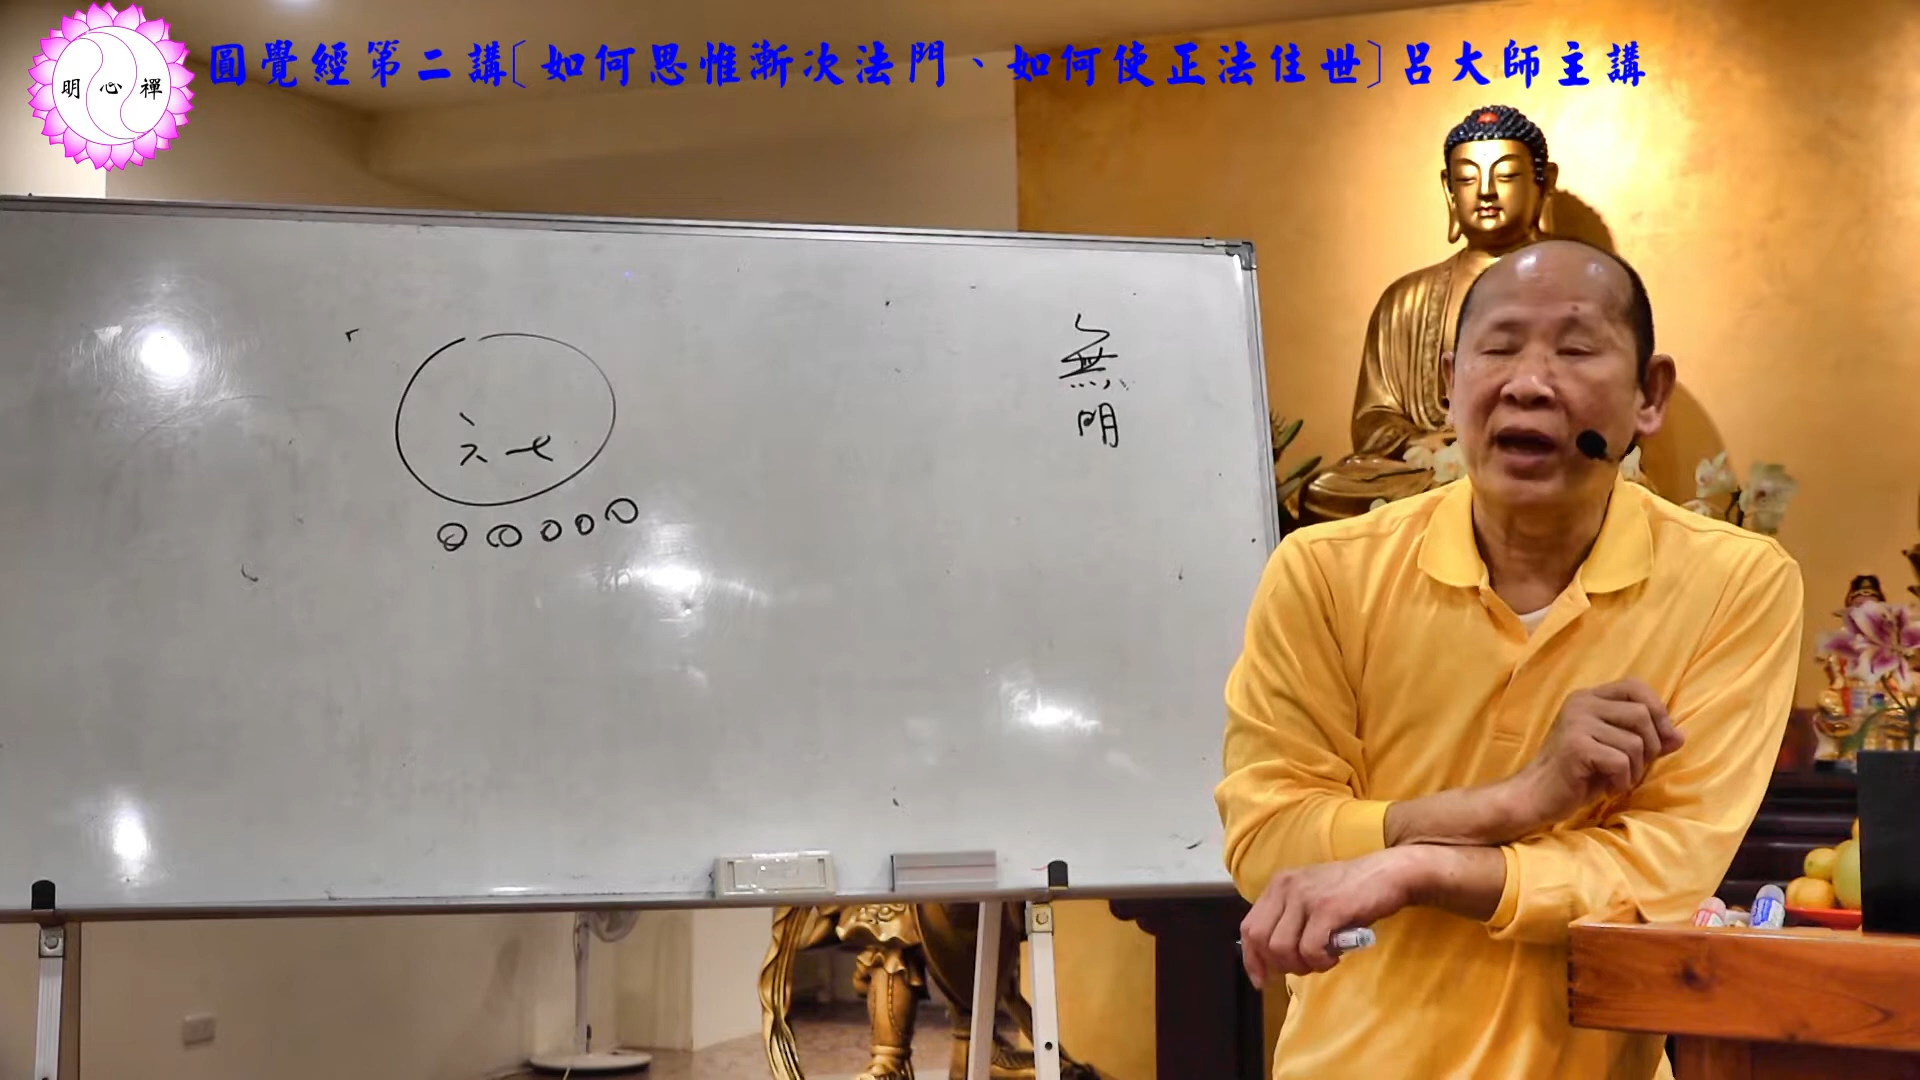 明心禪
圓覺經第二講〔如何思惟漸次法門、如何使正法住世〕呂大師主講
六七
無
明